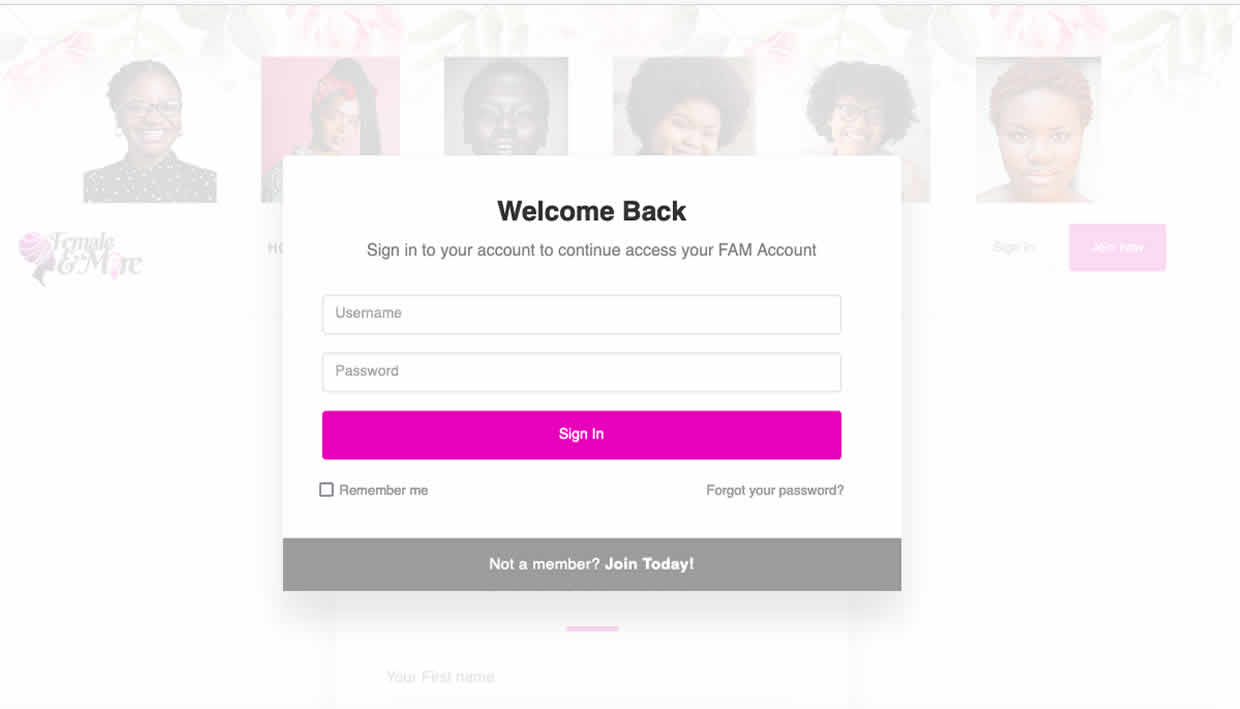 Welcome Back
Sign in to your account to continue access your FAM Account
Female
&More
Sign in
Join now
Username
Password
Sign In
Remember me
Forgot your password?
Not a member? Join Today!
Your First name